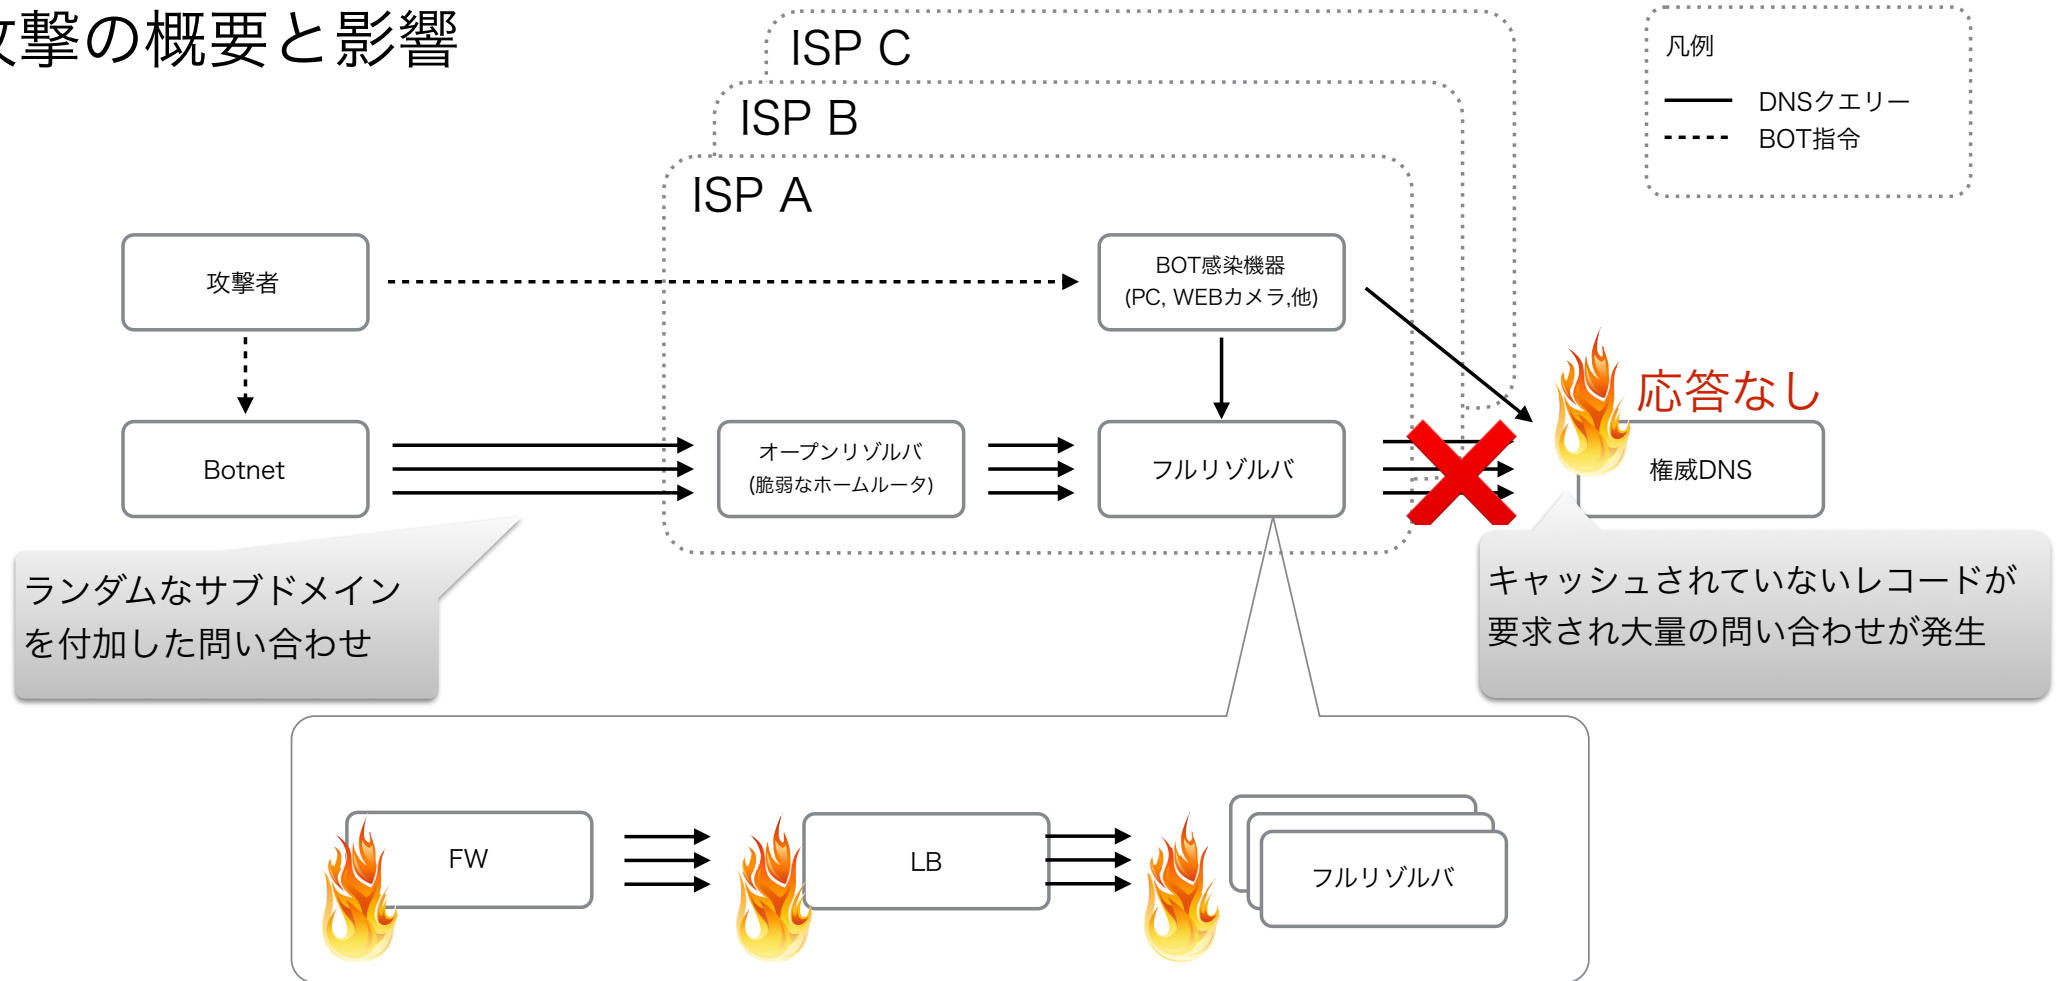 撃の概要と影響
ISP C
ISP B
ISP A
凡例
DNSクエリー
BOT指令
攻撃者
BOT感染機器
(PC, WEBカメラ,他)
応答なし
Botnet
オープンリゾルバ
(脆弱なホームルータ)
フルリゾルバ
権威DNS
ランダムなサブドメイン
を付加した問い合わせ
キャッシュされていないレコードが
要求され大量の問い合わせが発生
FW
LB
フルリゾルバ